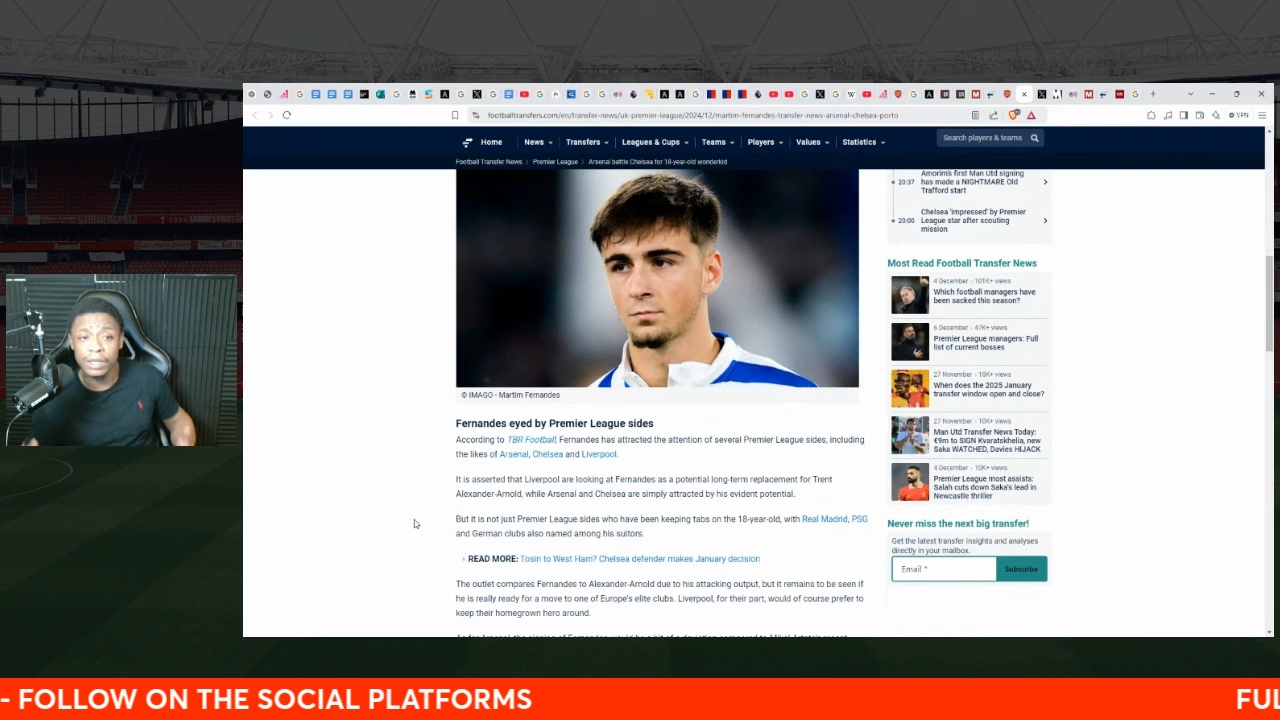 footballtransfers.com/en/transfer-news/uk-premier-league/2024/12/martim-fernandes-transfer-news-arsenal-chelsea-porto
VPN
Home News Transfers Leagues & Cups Teams Players Values Statistics
Search players & teams
Football Transfer News > Premier League > Arsenal battle Chelsea for 18-year-old wonderkid
© IMAGO - Martim Fernandes
Fernandes eyed by Premier League sides
According to TBR Football, Fernandes has attracted the attention of several Premier League sides, including
the likes of Arsenal, Chelsea and Liverpool.
It is asserted that Liverpool are looking at Fernandes as a potential long-term replacement for Trent
Alexander-Arnold, while Arsenal and Chelsea are simply attracted by his evident potential.
But it is not just Premier League sides who have been keeping tabs on the 18-year-old, with Real Madrid, PSG
and German clubs also named among his suitors.
READ MORE: Tosin to West Ham? Chelsea defender makes January decision
The outlet compares Fernandes to Alexander-Arnold due to his attacking output, but it remains to be seen if
he is really ready for a move to one of Europe's elite clubs. Liverpool, for their part, would of course prefer to
keep their homegrown hero around.
Amorim's first Man Utd signing
20:37 has made a NIGHTMARE Old
Trafford start
Chelsea 'impressed' by Premier
20:00 League star after scouting
mission
Most Read Football Transfer News
4 December - 101K+ views
Which football managers have
been sacked this season?
6 December - 47K+ views
Premier League managers: Full
list of current bosses
27 November - 18K+ views
When does the 2025 January
transfer window open and close?
27 November - 10K+ views
Man Utd Transfer News Today:
€9m to SIGN Kvaratskhelia, new
Saka WATCHED, Davies HIJACK
4 December - 10K+ views
Premier League most assists:
Salah cuts down Saka's lead in
Newcastle thriller
Never miss the next big transfer!
Get the latest transfer insights and analyses
directly in your mailbox.
Email *
Subscribe
Arsenal
- FOLLOW ON THE SOCIAL PLATFORMS
FUL